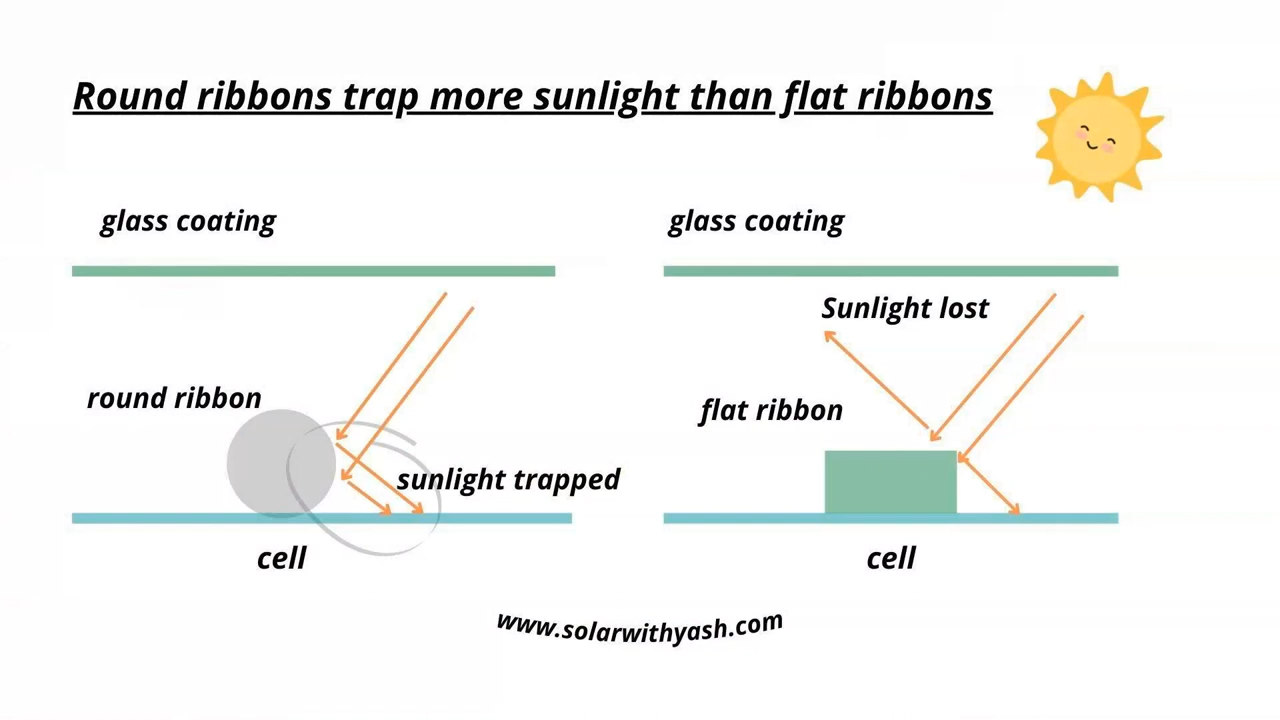 Round ribbons trap more sunlight than flat ribbons
glass coating
glass coating
Sunlight lost
round ribbon
flat ribbon
sunlight trapped
cell
cell
www.solarwithyash.com